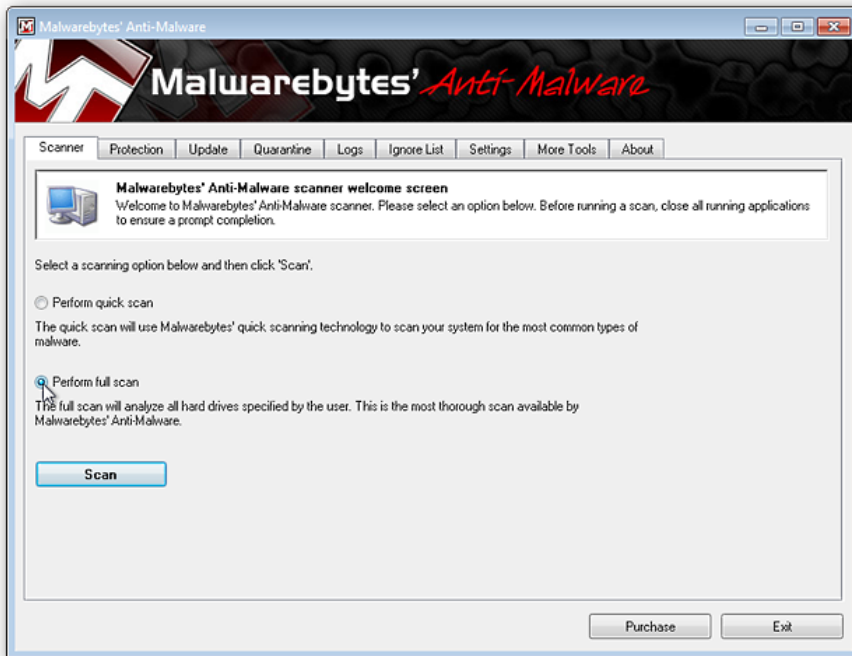 Malwarebytes' Anti-Malware
Malwarebytes' Anti-Malware
Scanner Protection Update Quarantine Logs Ignore List Settings More Tools About
Malwarebytes' Anti-Malware scanner welcome screen
Welcome to Malwarebytes' Anti-Malware scanner. Please select an option below. Before running a scan, close all running applications
to ensure a prompt completion.
Select a scanning option below and then click 'Scan'.
Perform quick scan
The quick scan will use Malwarebytes' quick scanning technology to scan your system for the most common types of
malware.
Perform full scan
The full scan will analyze all hard drives specified by the user. This is the most thorough scan available by
Malwarebytes' Anti-Malware.
Scan
Purchase Exit